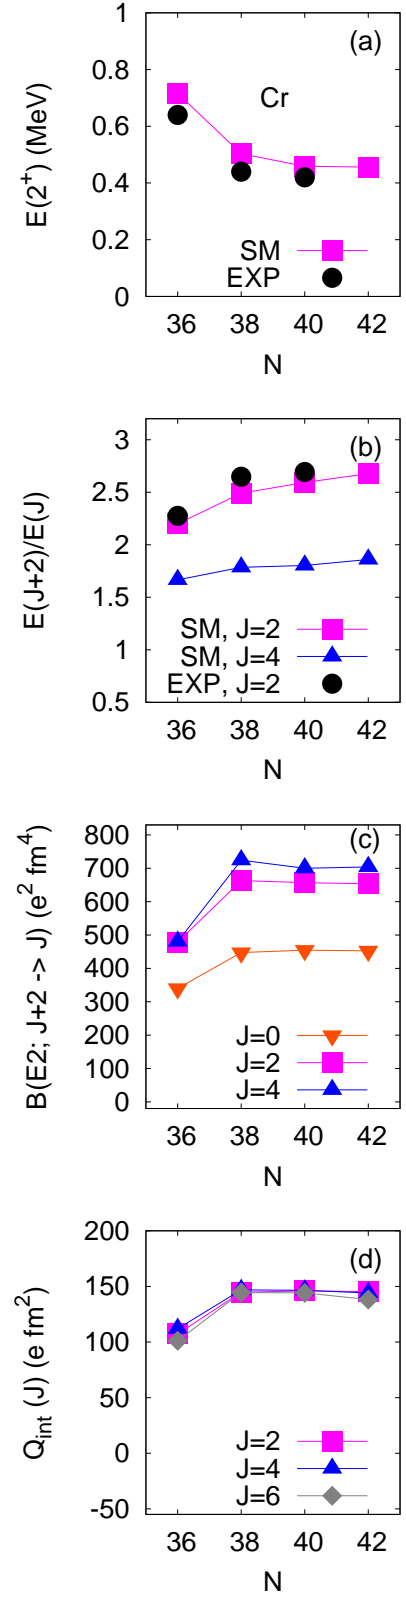 (a)
Cr
E(2⁺) (MeV)
1
0.8
0.6
0.4
0.2
0
SM
EXP
36 38 40 42
N
(b)
E(J+2)/E(J)
3
2.5
2
1.5
1
0.5
SM, J=2
SM, J=4
EXP, J=2
36 38 40 42
N
(c)
B(E2; J+2 -> J) (e² fm⁴)
800
700
600
500
400
300
200
100
0
J=0
J=2
J=4
36 38 40 42
N
(d)
Q_int (J) (e fm²)
200
150
100
50
0
-50
J=2
J=4
J=6
36 38 40 42
N